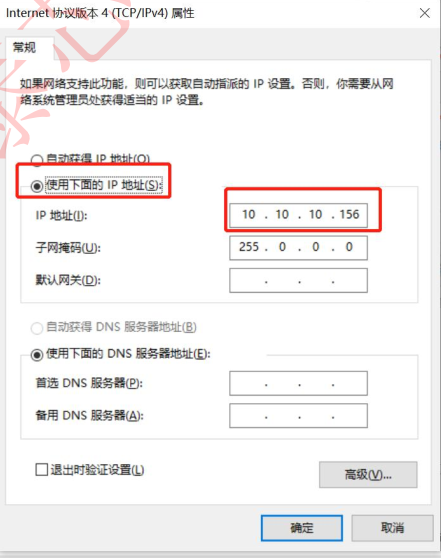 Internet 协议版本 4 (TCP/IPv4) 属性
常规
如果网络支持此功能，则可以获取自动指派的 IP 设置。否则，你需要从网
络系统管理员处获得适当的 IP 设置。
自动获得 IP 地址(O)
使用下面的 IP 地址(S):
IP 地址(I): 10 . 10 . 10 . 156
子网掩码(U): 255 . 0 . 0 . 0
默认网关(D): . . .
自动获得 DNS 服务器地址(B)
使用下面的 DNS 服务器地址(E):
首选 DNS 服务器(P): . . .
备用 DNS 服务器(A): . . .
退出时验证设置(L)
高级(V)...
确定 取消